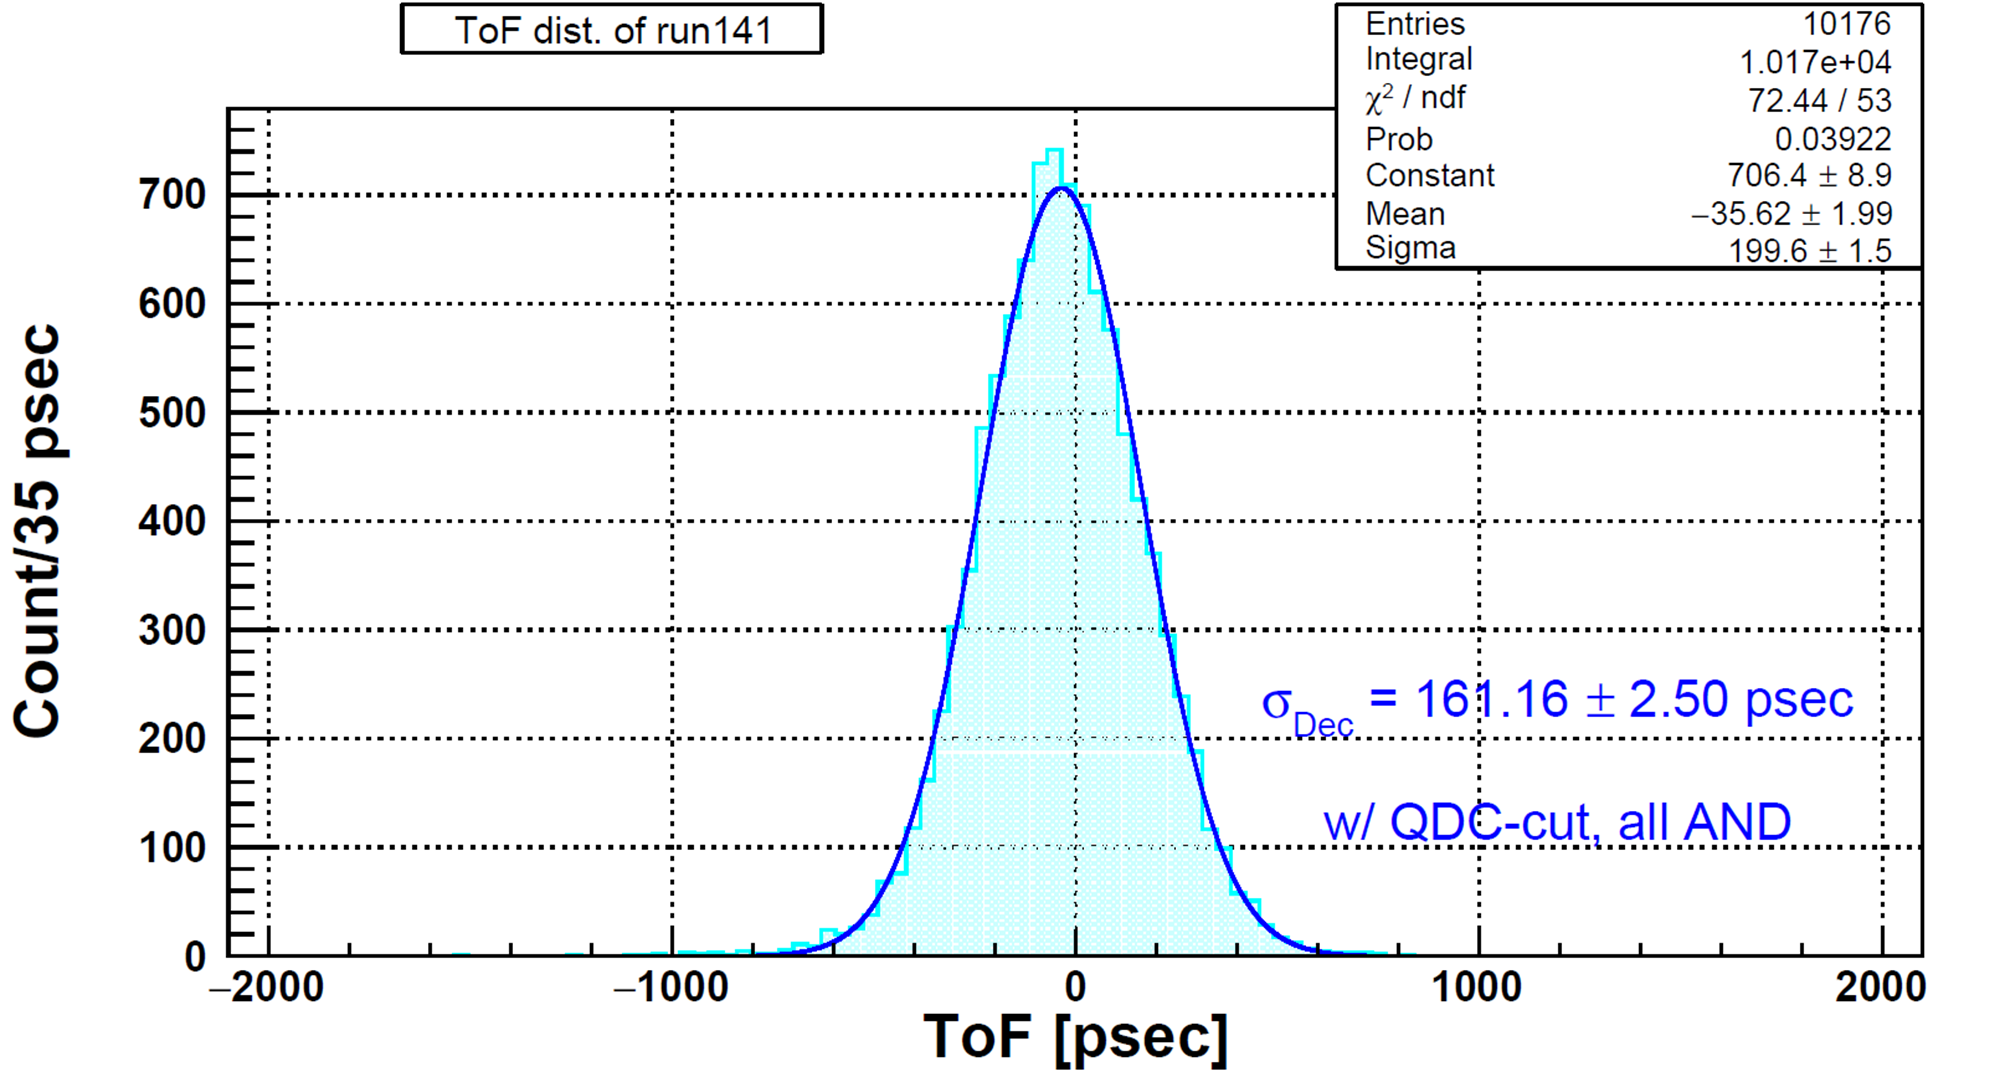 ToF dist. of run141
Entries 10176
Integral 1.017e+04
χ² / ndf 72.44 / 53
Prob 0.03922
Constant 706.4 ± 8.9
Mean −35.62 ± 1.99
Sigma 199.6 ± 1.5
Count/35 psec
700
600
500
400
300
200
100
0
σDec = 161.16 ± 2.50 psec
w/ QDC-cut, all AND
−2000 −1000 0 1000 2000
ToF [psec]